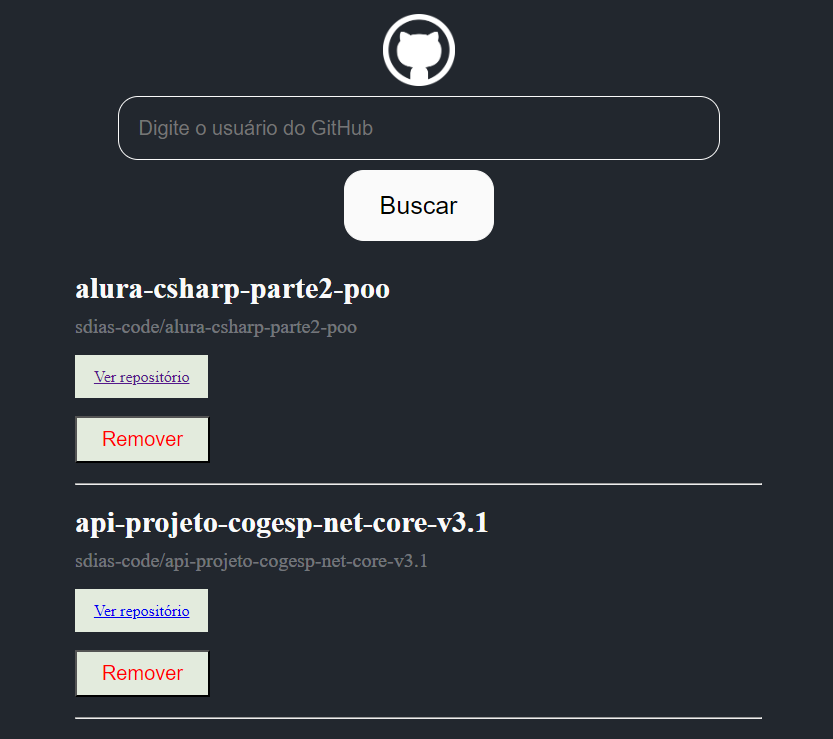 Digite o usuário do GitHub
Buscar
alura-csharp-parte2-poo
sdias-code/alura-csharp-parte2-poo
Ver repositório
Remover
api-projeto-cogesp-net-core-v3.1
sdias-code/api-projeto-cogesp-net-core-v3.1
Ver repositório
Remover